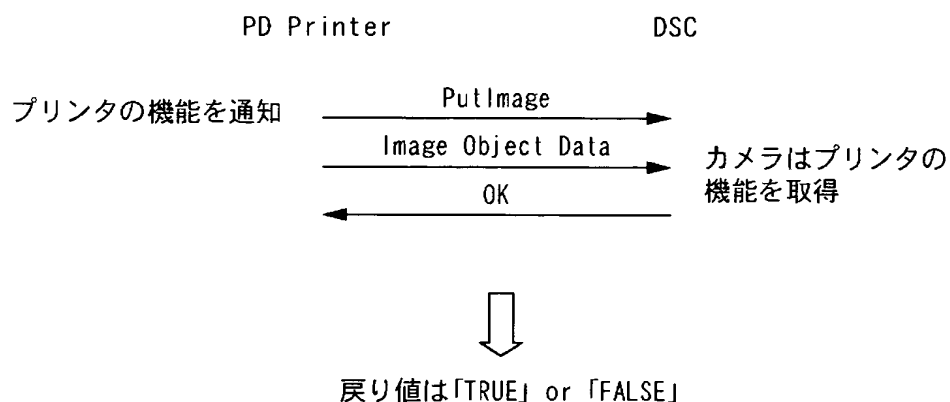 PD Printer DSC
プリンタの機能を通知
PutImage
Image Object Data
カメラはプリンタの
機能を取得
OK
戻り値は「TRUE」 or 「FALSE」